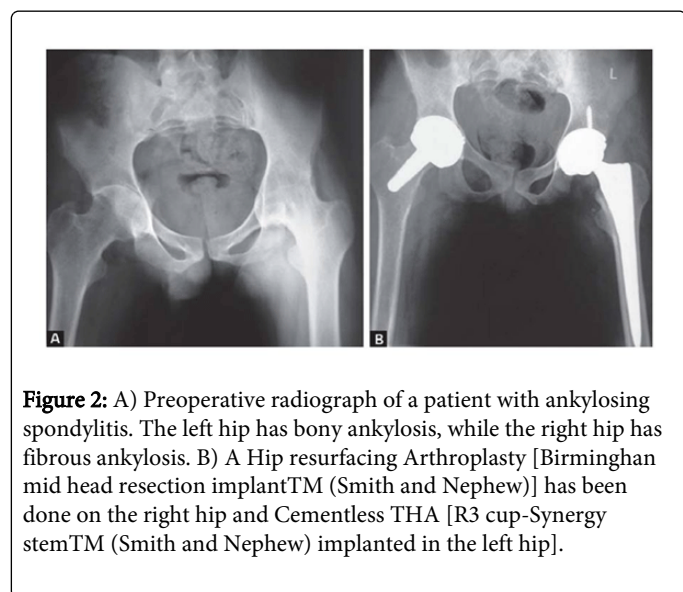 L
A
B
Figure 2: A) Preoperative radiograph of a patient with ankylosing
spondylitis. The left hip has bony ankylosis, while the right hip has
fibrous ankylosis. B) A Hip resurfacing Arthroplasty [Birminghan
mid head resection implantTM (Smith and Nephew)] has been
done on the right hip and Cementless THA [R3 cup-Synergy
stemTM (Smith and Nephew) implanted in the left hip].